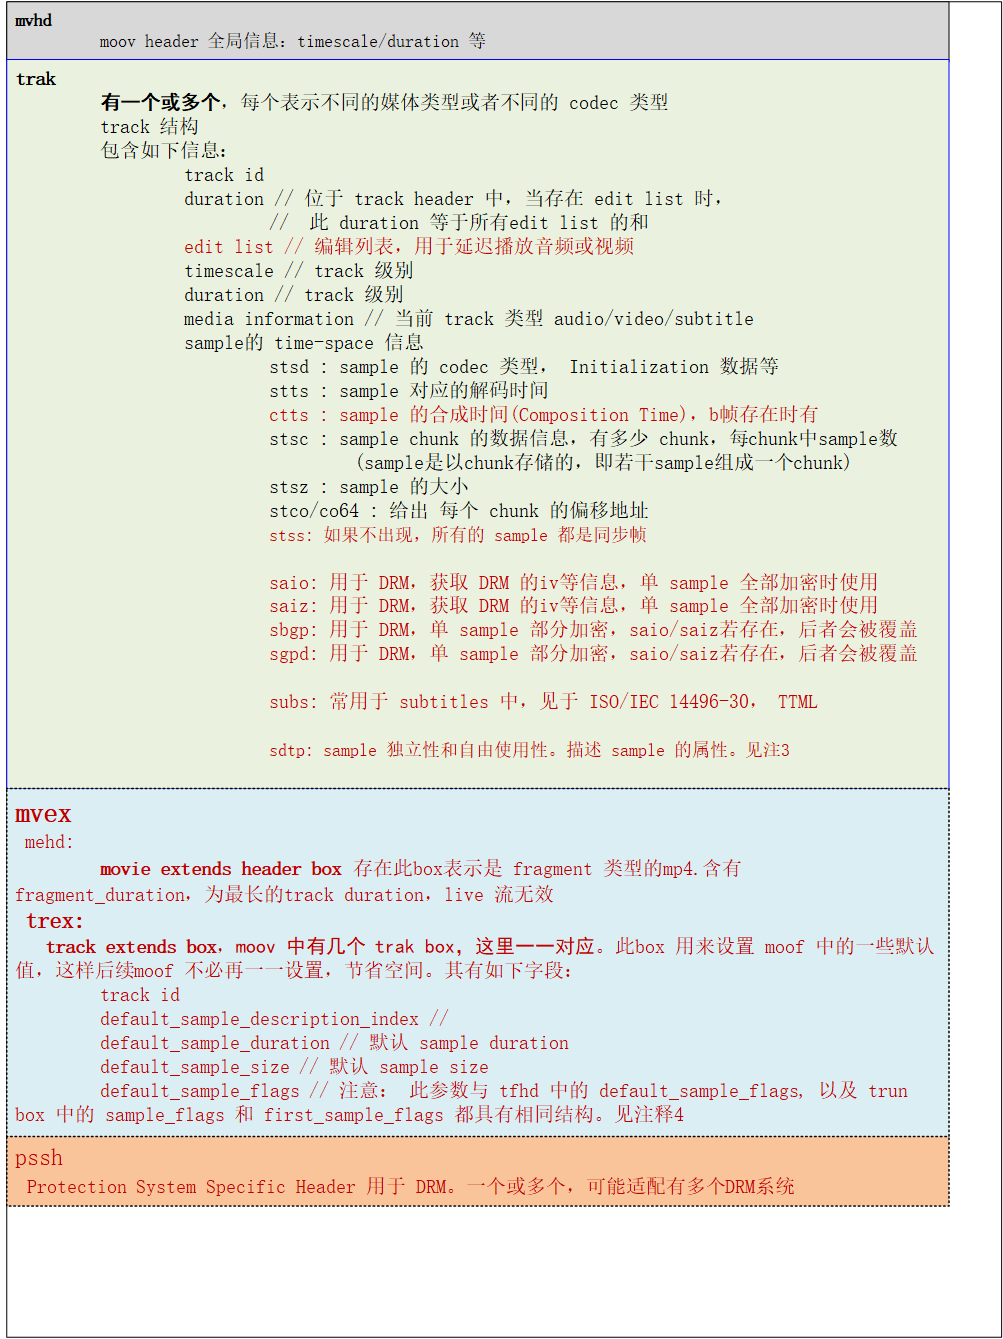 mvhd
moov header 全局信息：timescale/duration 等
trak
有一个或多个，每个表示不同的媒体类型或者不同的 codec 类型
track 结构
包含如下信息：
track id
duration // 位于 track header 中，当存在 edit list 时，
// 此 duration 等于所有edit list 的和
edit list // 编辑列表，用于延迟播放音频或视频
timescale // track 级别
duration // track 级别
media information // 当前 track 类型 audio/video/subtitle
sample的 time-space 信息
stsd : sample 的 codec 类型， Initialization 数据等
stts : sample 对应的解码时间
ctts : sample 的合成时间(Composition Time)，b帧存在时有
stsc : sample chunk 的数据信息，有多少 chunk，每chunk中sample数
(sample是以chunk存储的，即若干sample组成一个chunk)
stsz : sample 的大小
stco/co64 : 给出 每个 chunk 的偏移地址
stss: 如果不出现，所有的 sample 都是同步帧
saio: 用于 DRM，获取 DRM 的iv等信息，单 sample 全部加密时使用
saiz: 用于 DRM，获取 DRM 的iv等信息，单 sample 全部加密时使用
sbgp: 用于 DRM，单 sample 部分加密，saio/saiz若存在，后者会被覆盖
sgpd: 用于 DRM，单 sample 部分加密，saio/saiz若存在，后者会被覆盖
subs: 常用于 subtitles 中，见于 ISO/IEC 14496-30， TTML
sdtp: sample 独立性和自由使用性。描述 sample 的属性。见注3
mvex
mehd:
movie extends header box 存在此box表示是 fragment 类型的mp4.含有
fragment_duration，为最长的track duration，live 流无效
trex:
track extends box，moov 中有几个 trak box，这里一一对应。此box 用来设置 moof 中的一些默认
值，这样后续moof 不必再一一设置，节省空间。其有如下字段：
track id
default_sample_description_index //
default_sample_duration // 默认 sample duration
default_sample_size // 默认 sample size
default_sample_flags // 注意： 此参数与 tfhd 中的 default_sample_flags, 以及 trun
box 中的 sample_flags 和 first_sample_flags 都具有相同结构。见注释4
pssh
Protection System Specific Header 用于 DRM。一个或多个，可能适配有多个DRM系统